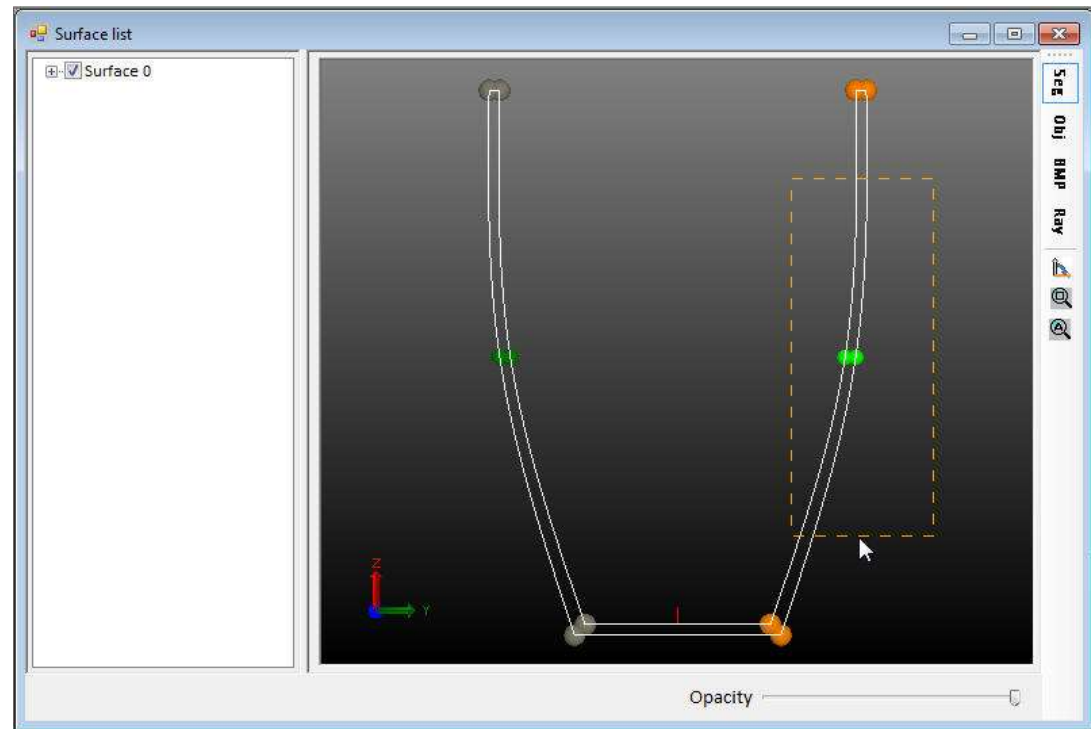 Surface list
Surface 0
Seg
Obj
BMP
Ray
Z
Y
Opacity